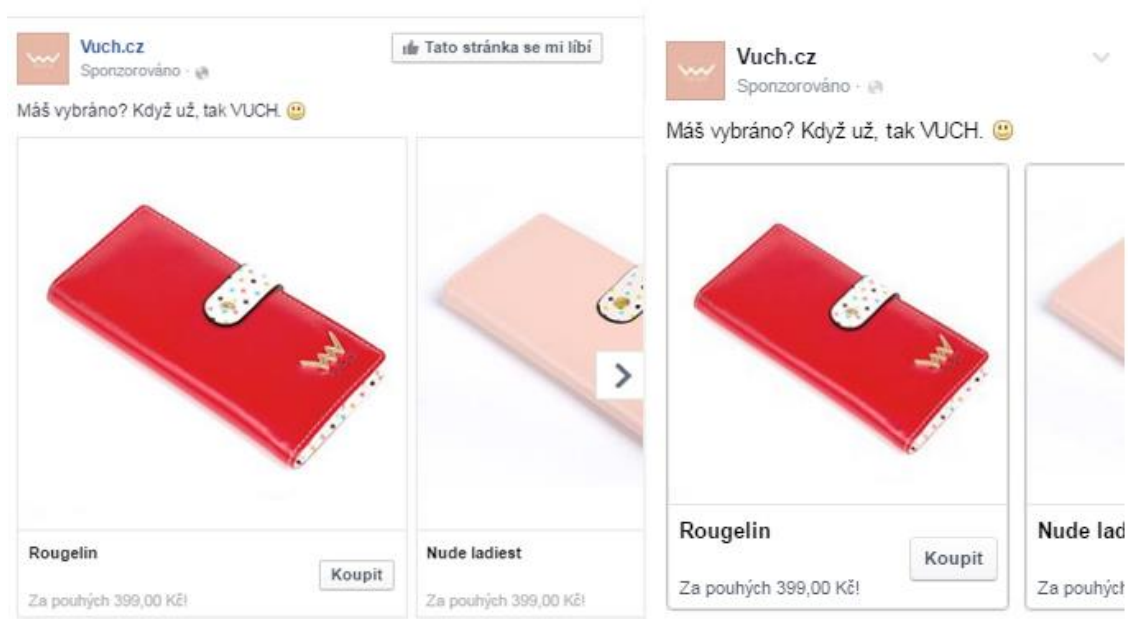 Vuch.cz
Tato stránka se mi líbí
Sponzorováno ·
Máš vybráno? Když už, tak VUCH.
Rougelin
Koupit
Za pouhých 399,00 Kč!
Nude ladiest
Za pouhých 399,00 Kč!
Vuch.cz
Sponzorováno ·
Máš vybráno? Když už, tak VUCH.
Rougelin
Koupit
Za pouhých 399,00 Kč!
Nude lad
Za pouhých